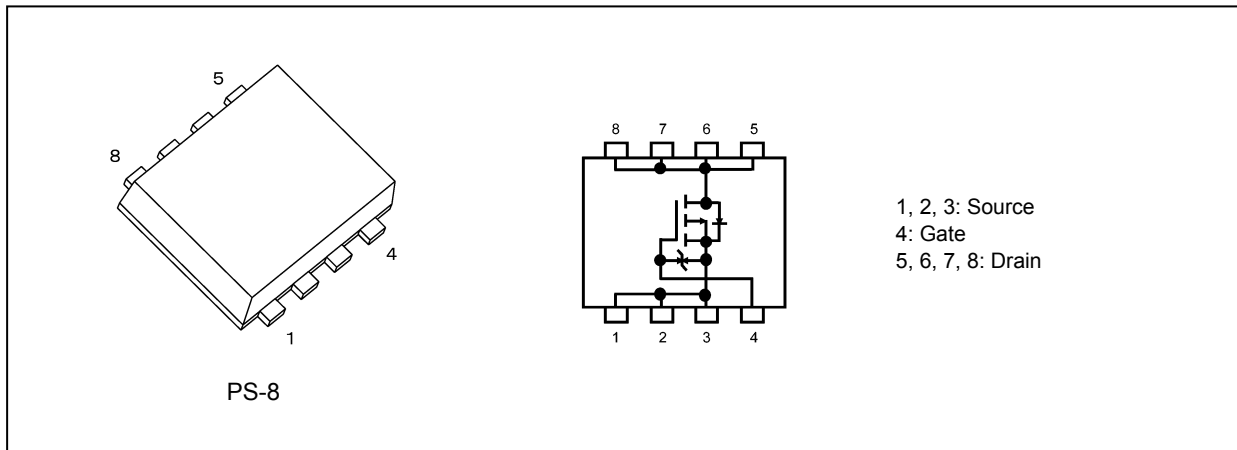 5
8
4
1
PS-8
8 7 6 5
1 2 3 4
1, 2, 3: Source
4: Gate
5, 6, 7, 8: Drain